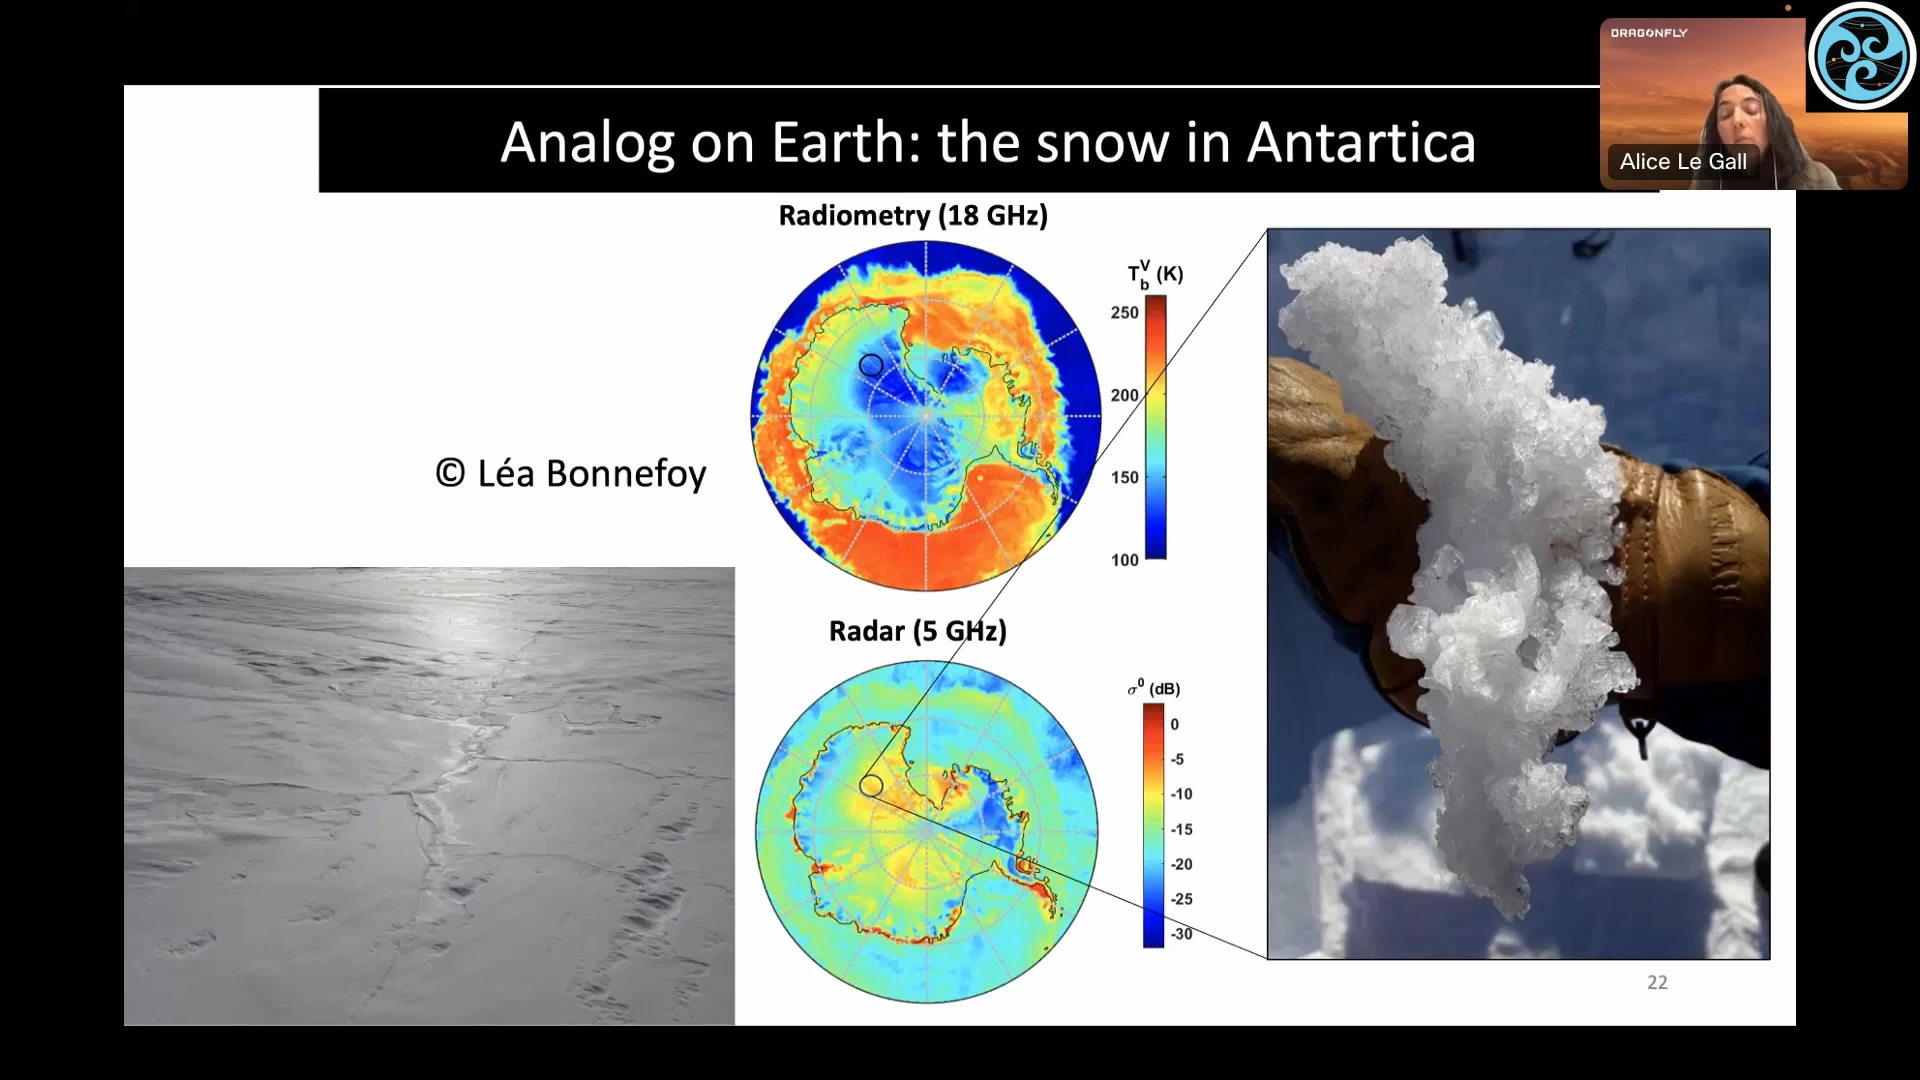 DRAGONFLY
Alice Le Gall
Analog on Earth: the snow in Antartica
Radiometry (18 GHz)
T_b^V (K)
250
200
150
100
© Léa Bonnefoy
Radar (5 GHz)
σ⁰ (dB)
0
-5
-10
-15
-20
-25
-30
22